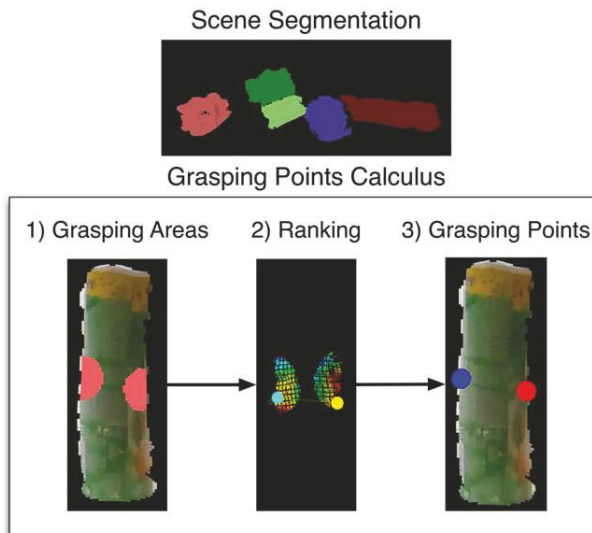 Scene Segmentation
Grasping Points Calculus
1) Grasping Areas
2) Ranking
3) Grasping Points